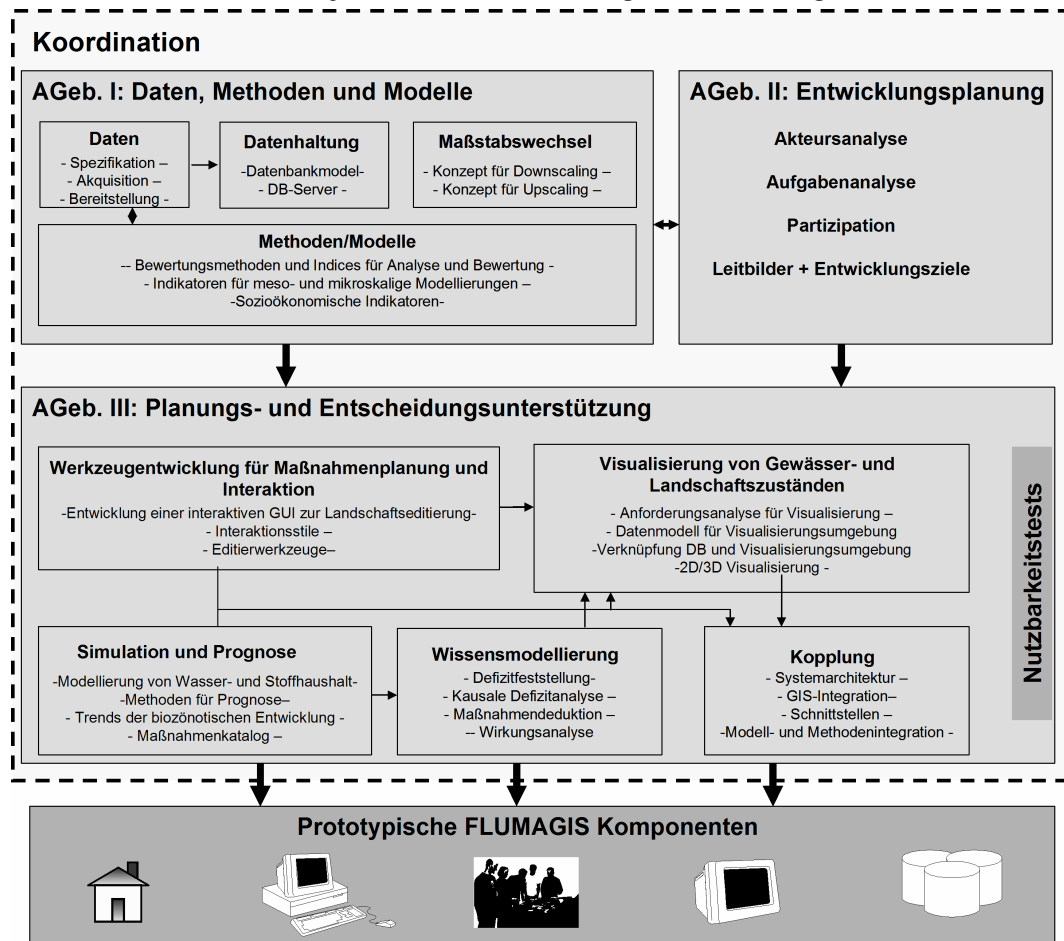 Koordination
AGeb. I: Daten, Methoden und Modelle
Daten
- Spezifikation –
- Akquisition –
- Bereitstellung -
Datenhaltung
-Datenbankmodel-
- DB-Server -
Maßstabswechsel
- Konzept für Downscaling –
- Konzept für Upscaling –
Methoden/Modelle
-- Bewertungsmethoden und Indices für Analyse und Bewertung -
- Indikatoren für meso- und mikroskalige Modellierungen –
-Sozioökonomische Indikatoren-
AGeb. II: Entwicklungsplanung
Akteursanalyse
Aufgabenanalyse
Partizipation
Leitbilder + Entwicklungsziele
AGeb. III: Planungs- und Entscheidungsunterstützung
Werkzeugentwicklung für Maßnahmenplanung und
Interaktion
-Entwicklung einer interaktiven GUI zur Landschaftseditierung-
- Interaktionsstile –
- Editierwerkzeuge–
Visualisierung von Gewässer- und
Landschaftszuständen
- Anforderungsanalyse für Visualisierung –
- Datenmodell für Visualisierungsumgebung
-Verknüpfung DB und Visualisierungsumgebung
-2D/3D Visualisierung -
Simulation und Prognose
-Modellierung von Wasser- und Stoffhaushalt-
-Methoden für Prognose–
- Trends der biozönotischen Entwicklung -
- Maßnahmenkatalog –
Wissensmodellierung
- Defizitfeststellung-
- Kausale Defizitanalyse –
- Maßnahmendeduktion –
-- Wirkungsanalyse
Kopplung
- Systemarchitektur –
- GIS-Integration–
- Schnittstellen –
-Modell- und Methodenintegration -
Nutzbarkeitstests
Prototypische FLUMAGIS Komponenten